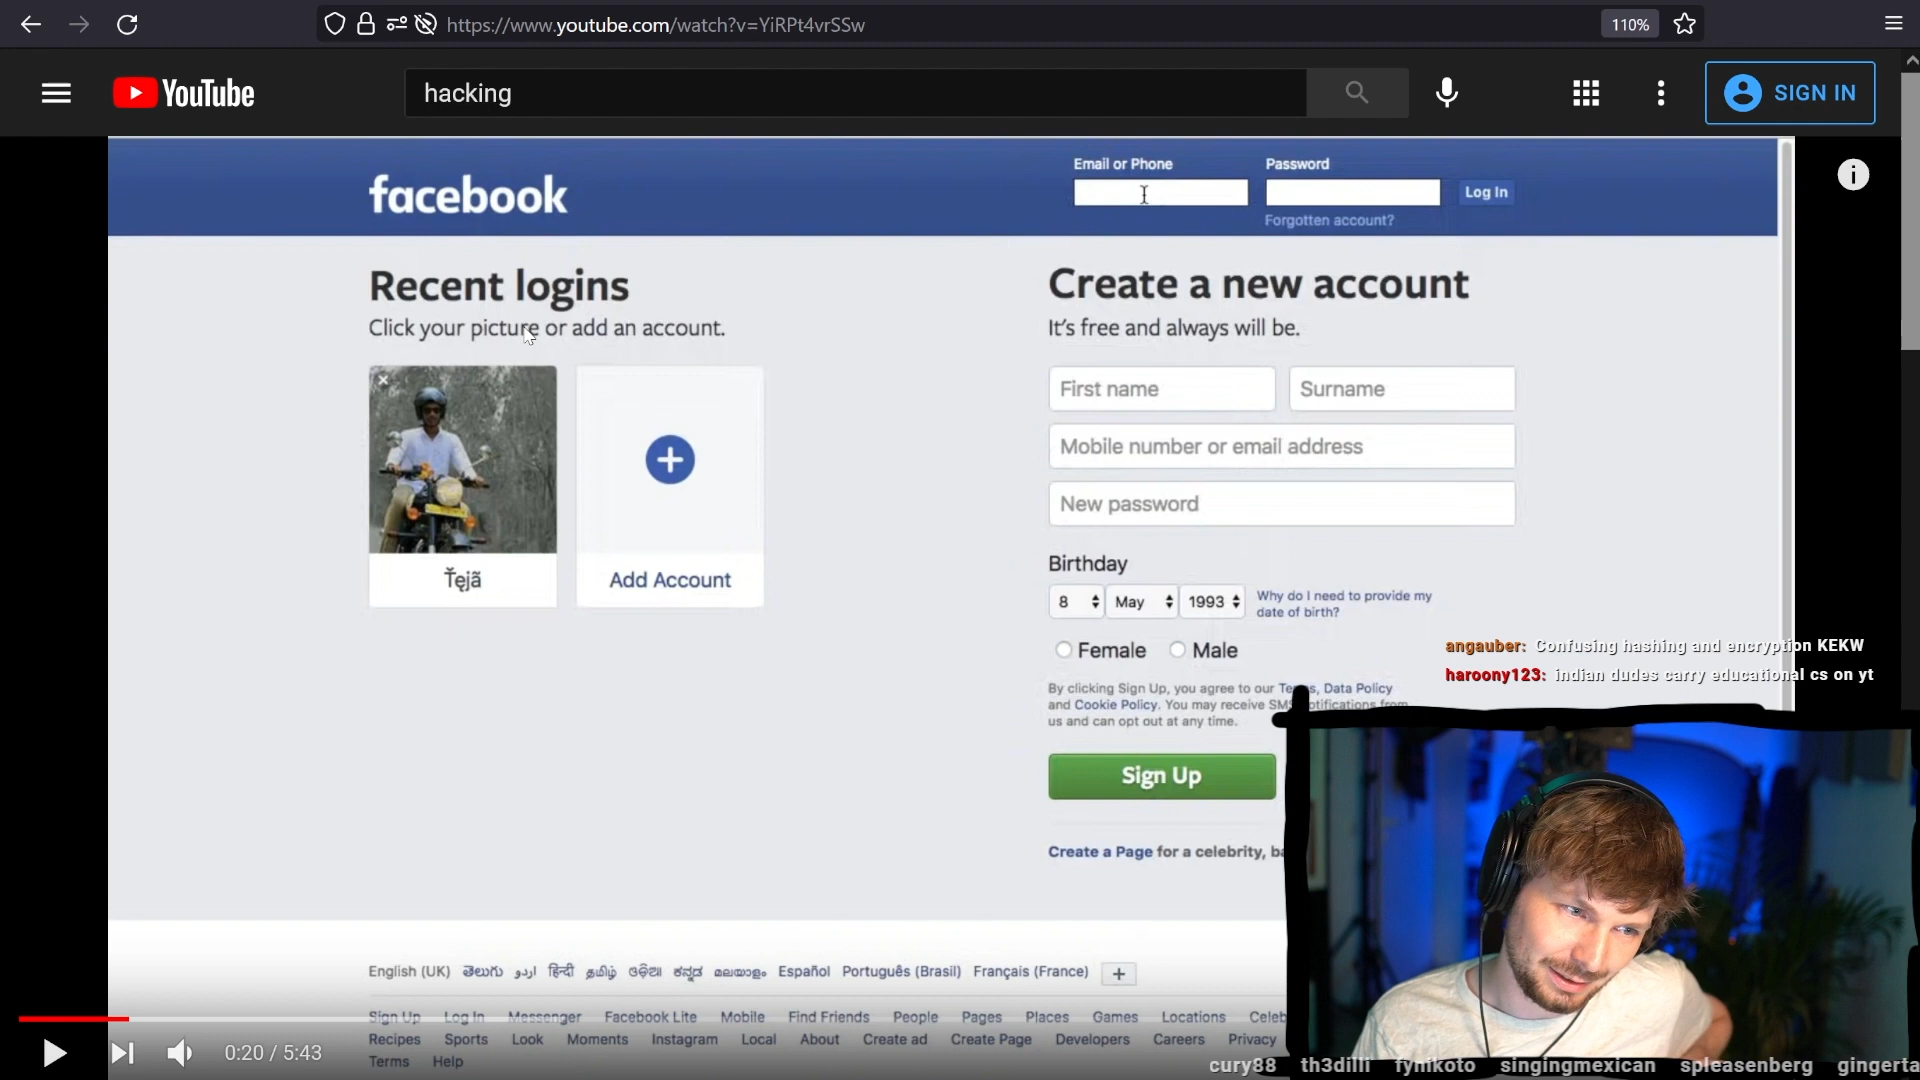 https://www.youtube.com/watch?v=YiRPt4vrSSw
110%
YouTube
hacking
SIGN IN
facebook
Email or Phone
Password
Log In
Forgotten account?
Recent logins
Click your picture or add an account.
Ťęjã
Add Account
Create a new account
It's free and always will be.
First name
Surname
Mobile number or email address
New password
Birthday
8 May 1993
Why do I need to provide my
date of birth?
Female Male
By clicking Sign Up, you agree to our Data Policy
and Cookie Policy. You may receive
us and can opt out at any time.
Sign Up
Create a Page for a celebrity,
angauber: Confusing hashing and encryption KEKW
haroony123: indian dudes carry educational cs on yt
English (UK) తెలుగు اردو हिन्दी தமிழ் ଓଡ଼ିଆ ಕನ್ನಡ മലയാളം Español Português (Brasil) Français (France)
Sign Up Log In Messenger Facebook Lite Mobile Find Friends People Pages Places Games Locations
Recipes Sports Look Moments Instagram Local About Create ad Create Page Developers Careers Privacy
Terms Help
0:20 / 5:43
cury88 th3dilli fynikoto singingmexican spleasenberg gingerta